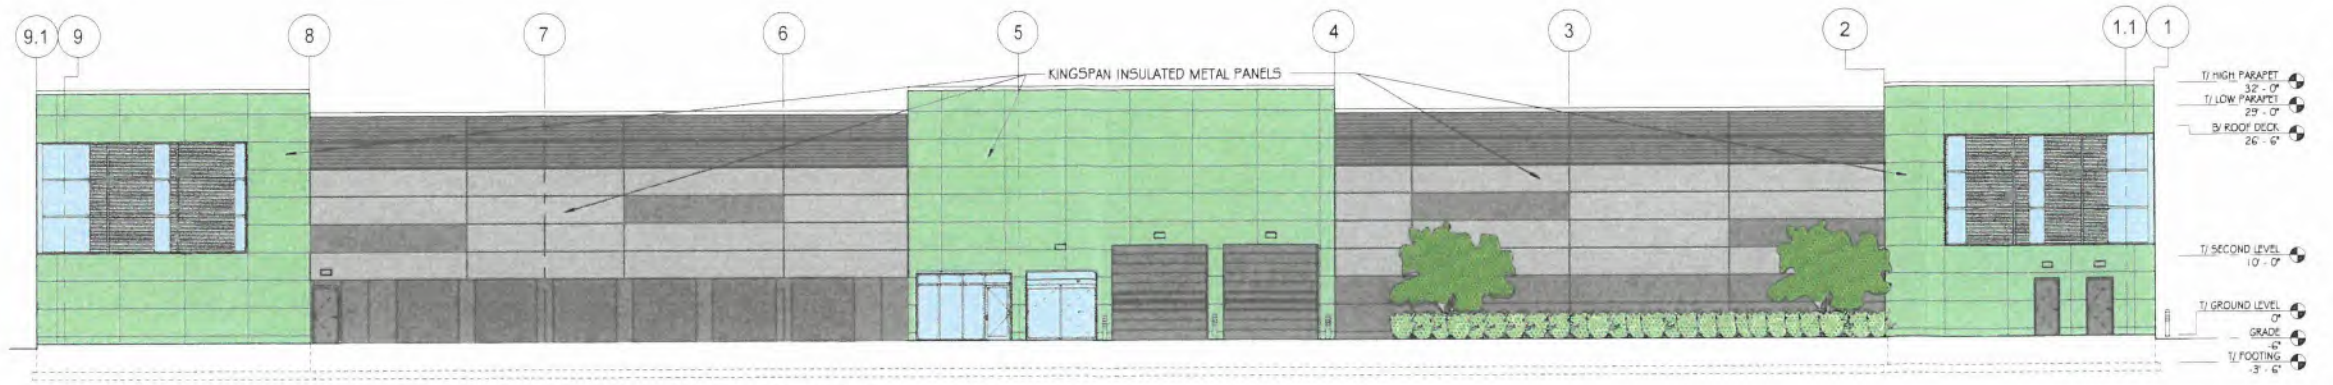 9.1 9 8 7 6 5 4 3 2 1.1 1
KINGSPAN INSULATED METAL PANELS
T/ HIGH PARAPET
32' - 0"
T/ LOW PARAPET
29' - 0"
B/ ROOF DECK
26' - 6"
T/ SECOND LEVEL
10' - 0"
T/ GROUND LEVEL
0"
GRADE
-6"
T/ FOOTING
-3' - 6"